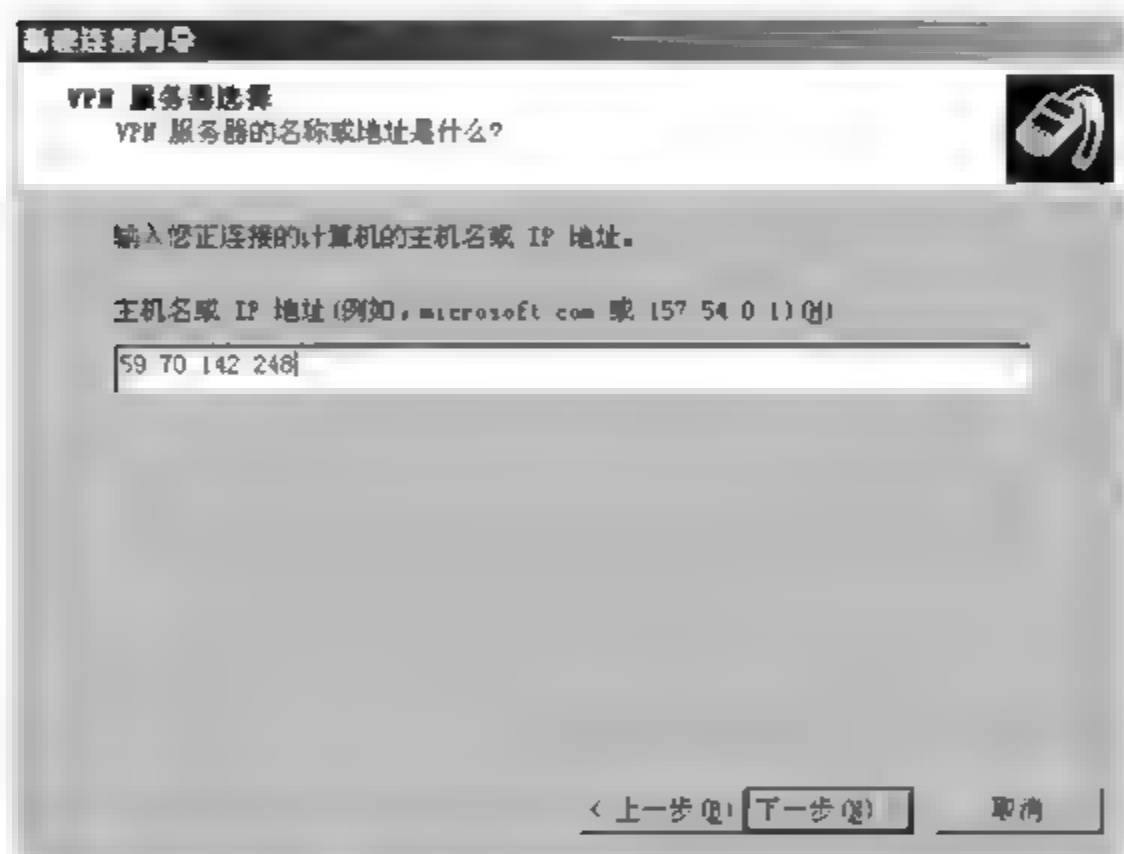 新建连接向导
VPN 服务器选择
VPN 服务器的名称或地址是什么?
输入您正连接的计算机的主机名或 IP 地址。
主机名或 IP 地址(例如,microsoft com 或 157 54 0 1)(H)
59 70 142 248
< 上一步(B) 下一步(N) 取消